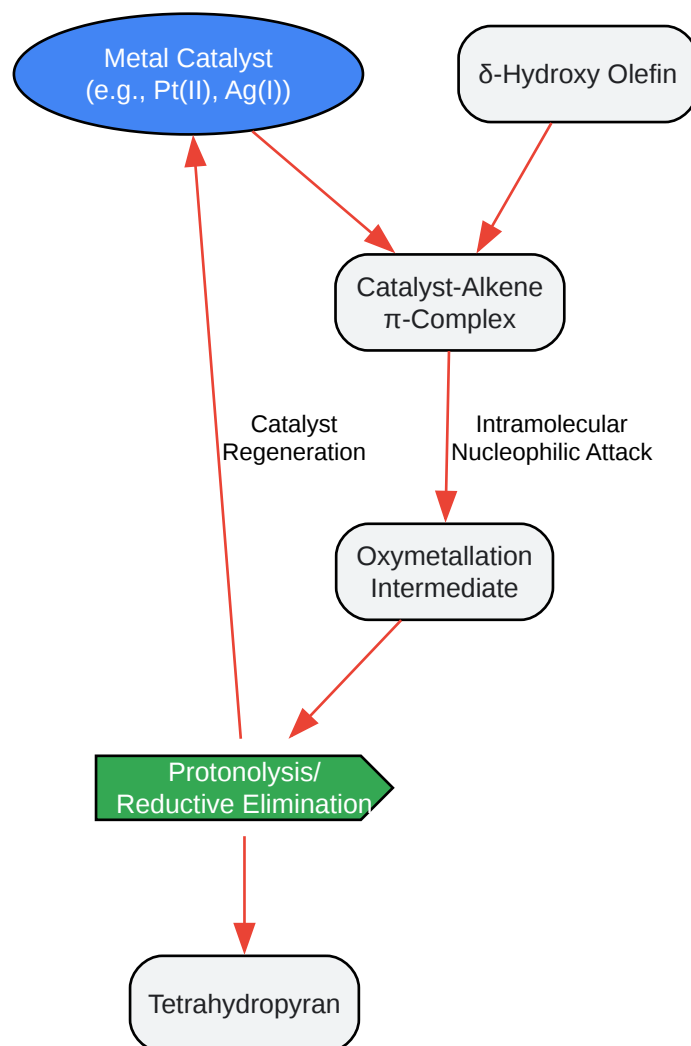 Metal Catalyst
(e.g., Pt(II), Ag(I))
δ-Hydroxy Olefin
Catalyst-Alkene
π-Complex
Catalyst
Regeneration
Intramolecular
Nucleophilic Attack
Oxymetallation
Intermediate
Protonolysis/
Reductive Elimination
Tetrahydropyran